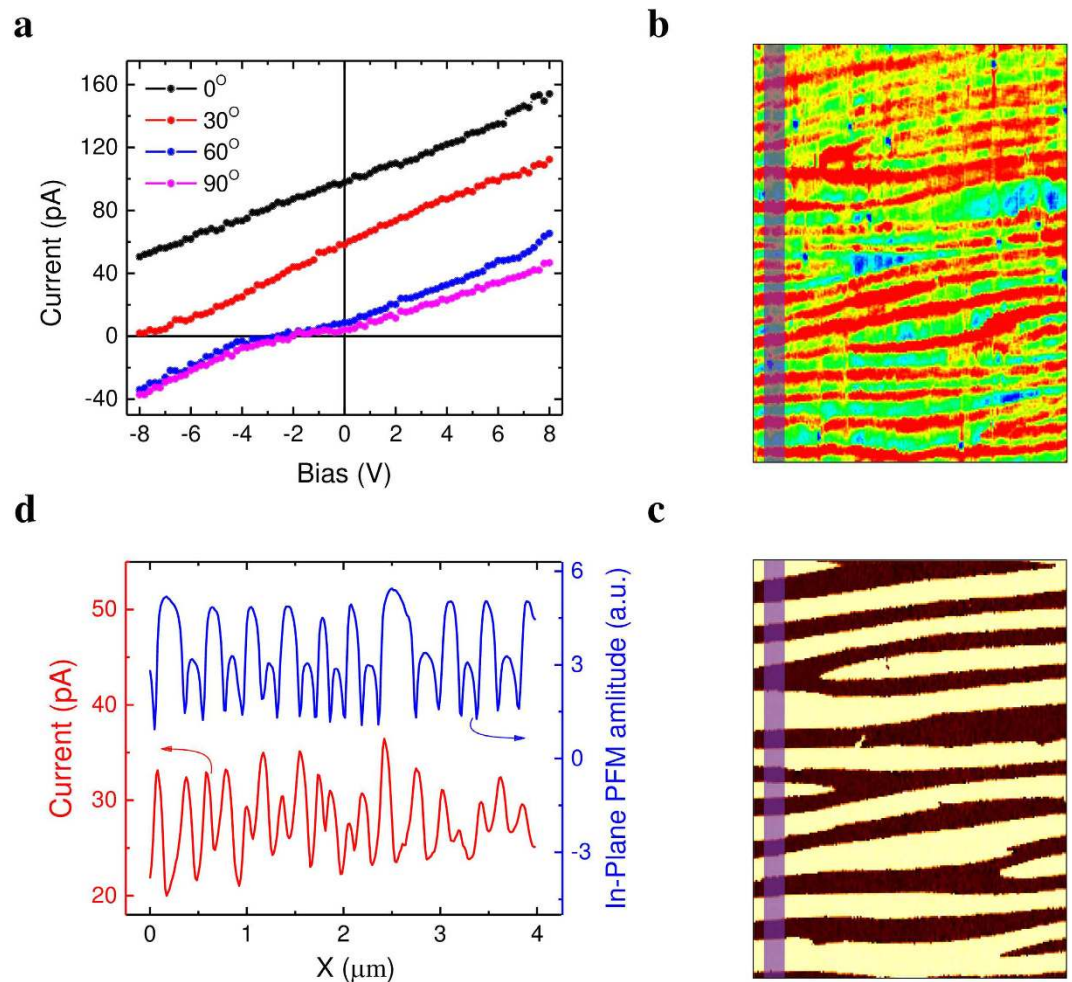 a
b
160
120
80
40
0
-40
Current (pA)
0°
30°
60°
90°
-8 -6 -4 -2 0 2 4 6 8
Bias (V)
d
c
50
40
30
20
Current (pA)
6
3
0
-3
In-Plane PFM amlitude (a.u.)
0 1 2 3 4
X (μm)